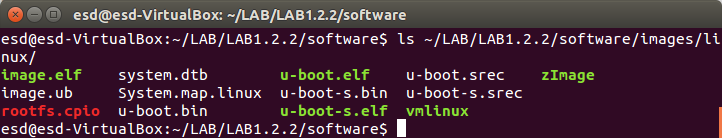 esd@esd-VirtualBox: ~/LAB/LAB1.2.2/software
esd@esd-VirtualBox:~/LAB/LAB1.2.2/software$ ls ~/LAB/LAB1.2.2/software/images/li
nux/
image.elf system.dtb u-boot.elf u-boot.srec zImage
image.ub System.map.linux u-boot-s.bin u-boot-s.srec
rootfs.cpio u-boot.bin u-boot-s.elf vmlinux
esd@esd-VirtualBox:~/LAB/LAB1.2.2/software$